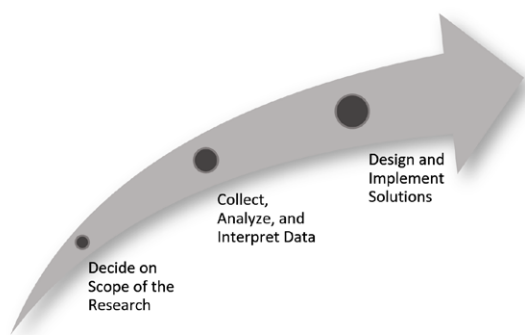 Decide on
Scope of the
Research
Collect,
Analyze, and
Interpret Data
Design and
Implement
Solutions